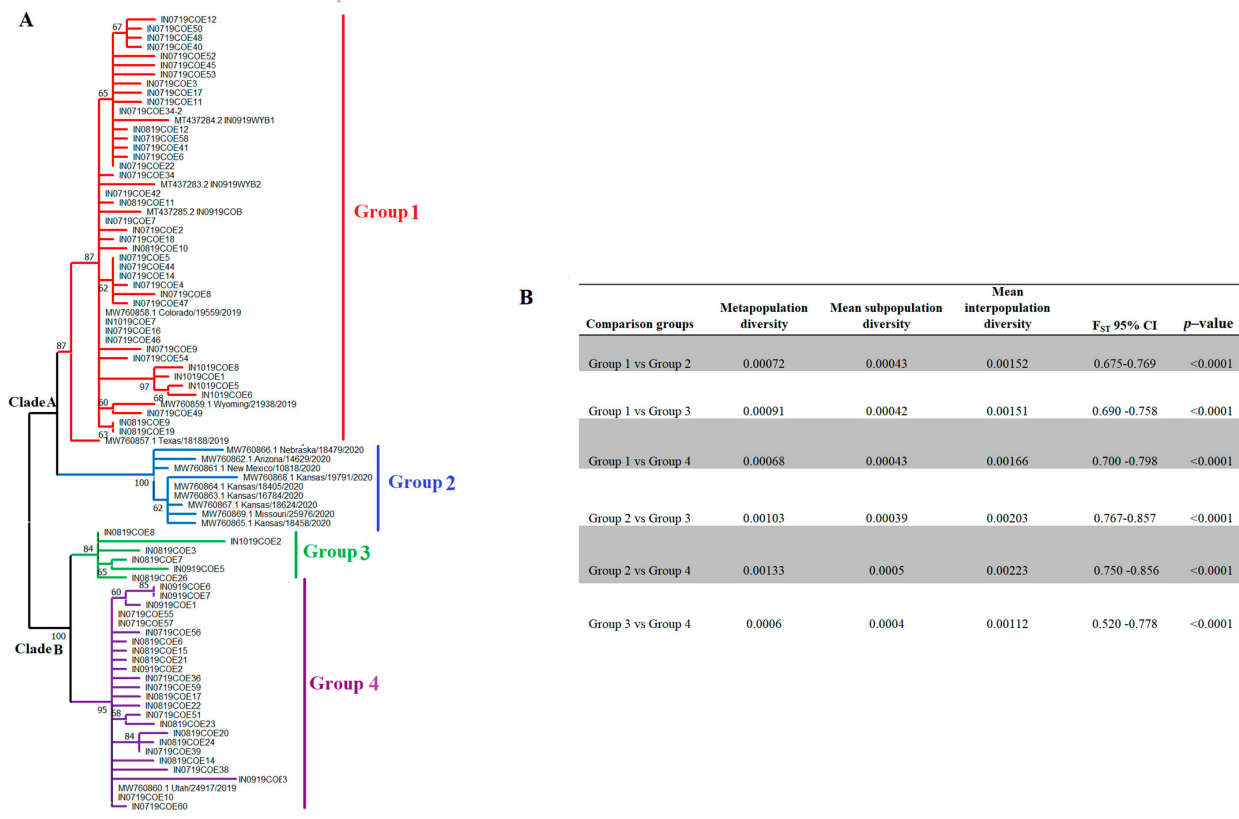 A
IN0719COE12
67
IN0719COE50
IN0719COE48
IN0719COE40
IN0719COE52
IN0719COE45
IN0719COE53
IN0719COE3
65
IN0719COE17
IN0719COE11
IN0719COE34-2
MT437284.2 IN0919WYB1
IN0819COE12
IN0719COE58
IN0719COE41
IN0719COE6
IN0719COE22
IN0719COE34
MT437283.2 IN0919WYB2
IN0719COE42
IN0819COE11
MT437285.2 IN0919COB
Group 1
IN0719COE7
IN0719COE2
IN0719COE18
IN0819COE10
87
IN0719COE5
IN0719COE44
IN0719COE14
IN0719COE4
62
IN0719COE8
IN0719COE47
MW760858.1 Colorado/19559/2019
IN1019COE7
IN0719COE16
IN0719COE46
87
IN0719COE9
IN0719COE54
IN1019COE8
IN1019COE1
97
IN1019COE5
68
IN1019COE6
Clade A
60
MW760859.1 Wyoming/21938/2019
IN0719COE49
IN0819COE9
63
IN0819COE19
MW760857.1 Texas/18188/2019
MW760866.1 Nebraska/18479/2020
MW760862.1 Arizona/14629/2020
MW760861.1 New Mexico/10818/2020
MW760868.1 Kansas/19791/2020
100
MW760864.1 Kansas/18405/2020
Group 2
MW760863.1 Kansas/16784/2020
62
MW760867.1 Kansas/18624/2020
MW760869.1 Missouri/25976/2020
MW760865.1 Kansas/18458/2020
IN0819COE8
IN1019COE2
84
IN0819COE3
Group 3
IN0819COE7
65
IN0919COE5
IN0819COE26
85
IN0919COE6
60
IN0919COE7
IN0919COE1
IN0719COE55
IN0719COE57
IN0719COE56
100
IN0819COE6
Clade B
IN0819COE15
IN0819COE21
IN0919COE2
IN0719COE36
Group 4
IN0719COE59
IN0819COE17
IN0819COE22
95
68
IN0719COE51
IN0819COE23
IN0819COE20
84
IN0819COE24
IN0719COE39
IN0819COE14
IN0719COE38
IN0919COE3
MW760860.1 Utah/24917/2019
IN0719COE10
IN0719COE60
B
Comparison groups Metapopulation diversity Mean subpopulation diversity Mean interpopulation diversity FST 95% CI p–value
Group 1 vs Group 2 0.00072 0.00043 0.00152 0.675-0.769 <0.0001
Group 1 vs Group 3 0.00091 0.00042 0.00151 0.690 -0.758 <0.0001
Group 1 vs Group 4 0.00068 0.00043 0.00166 0.700 -0.798 <0.0001
Group 2 vs Group 3 0.00103 0.00039 0.00203 0.767-0.857 <0.0001
Group 2 vs Group 4 0.00133 0.0005 0.00223 0.750 -0.856 <0.0001
Group 3 vs Group 4 0.0006 0.0004 0.00112 0.520 -0.778 <0.0001